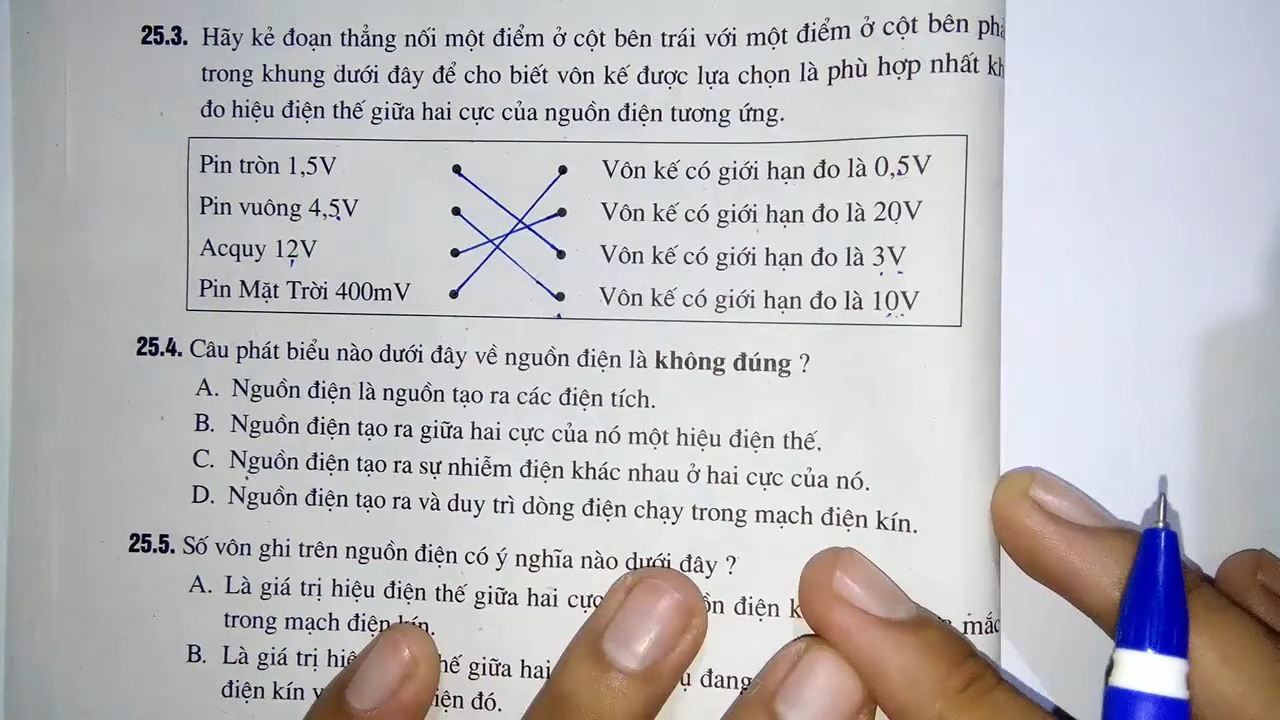 25.3. Hãy kẻ đoạn thẳng nối một điểm ở cột bên trái với một điểm ở cột bên
trong khung dưới đây để cho biết vôn kế được lựa chọn là phù hợp nhất
đo hiệu điện thế giữa hai cực của nguồn điện tương ứng.
Pin tròn 1,5V Vôn kế có giới hạn đo là 0,5V
Pin vuông 4,5V Vôn kế có giới hạn đo là 20V
Acquy 12V Vôn kế có giới hạn đo là 3V
Pin Mặt Trời 400mV Vôn kế có giới hạn đo là 10V
25.4. Câu phát biểu nào dưới đây về nguồn điện là không đúng ?
A. Nguồn điện là nguồn tạo ra các điện tích.
B. Nguồn điện tạo ra giữa hai cực của nó một hiệu điện thế.
C. Nguồn điện tạo ra sự nhiễm điện khác nhau ở hai cực của nó.
D. Nguồn điện tạo ra và duy trì dòng điện chạy trong mạch điện kín.
25.5. Số vôn ghi trên nguồn điện có ý nghĩa nào dưới đây ?
A. Là giá trị hiệu điện thế giữa hai cực điện mắc
trong mạch điện kín.
B. Là giá trị giữa hai đang
điện kín đó.